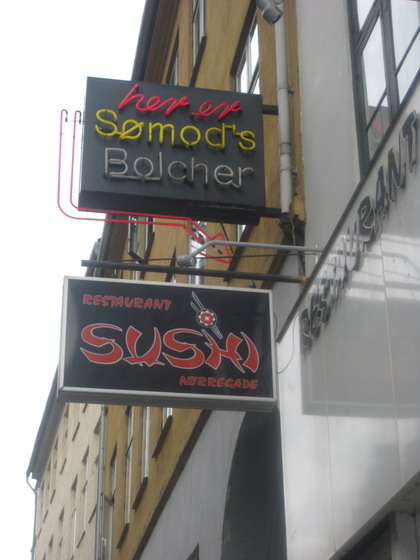 her er
Sømod's
Bolcher
RESTAURANT
SUSHI
NØRREGADE
RESTAURANT